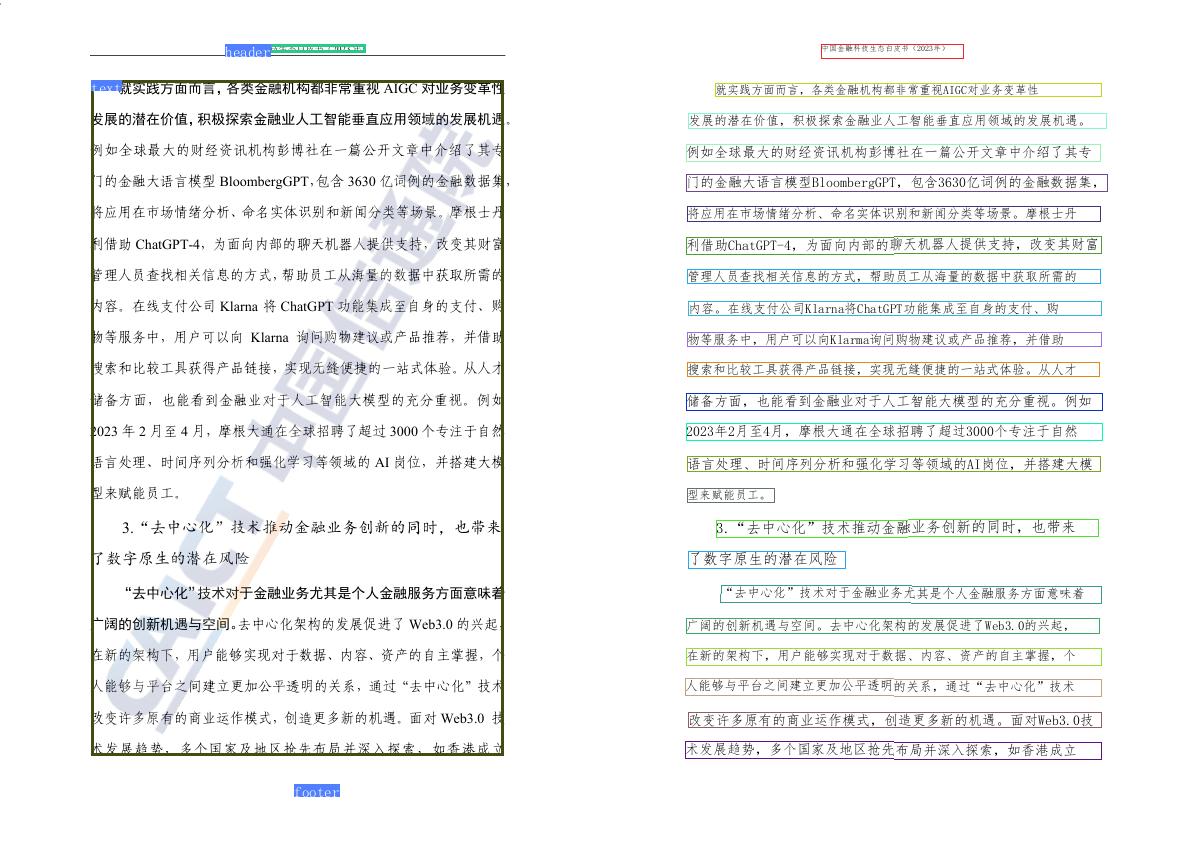 header
text
就实践方面而言，各类金融机构都非常重视 AIGC 对业务变革性
发展的潜在价值，积极探索金融业人工智能垂直应用领域的发展机遇。
例如全球最大的财经资讯机构彭博社在一篇公开文章中介绍了其专
门的金融大语言模型 BloombergGPT，包含 3630 亿词例的金融数据集，
将应用在市场情绪分析、命名实体识别和新闻分类等场景。摩根士丹
利借助 ChatGPT-4，为面向内部的聊天机器人提供支持，改变其财富
管理人员查找相关信息的方式，帮助员工从海量的数据中获取所需的
内容。在线支付公司 Klarna 将 ChatGPT 功能集成至自身的支付、购
物等服务中，用户可以向 Klarna 询问购物建议或产品推荐，并借助
搜索和比较工具获得产品链接，实现无缝便捷的一站式体验。从人才
储备方面，也能看到金融业对于人工智能大模型的充分重视。例如
2023 年 2 月至 4 月，摩根大通在全球招聘了超过 3000 个专注于自然
语言处理、时间序列分析和强化学习等领域的 AI 岗位，并搭建大模
型来赋能员工。
3.“去中心化”技术推动金融业务创新的同时，也带来
了数字原生的潜在风险
“去中心化”技术对于金融业务尤其是个人金融服务方面意味着
广阔的创新机遇与空间。去中心化架构的发展促进了 Web3.0 的兴起，
在新的架构下，用户能够实现对于数据、内容、资产的自主掌握，个
人能够与平台之间建立更加公平透明的关系，通过“去中心化”技术
改变许多原有的商业运作模式，创造更多新的机遇。面对 Web3.0 技
术发展趋势，多个国家及地区抢先布局并深入探索，如香港成立
CAICT 中国信通院
footer
中国金融科技生态白皮书（2023年）
就实践方面而言，各类金融机构都非常重视AIGC对业务变革性
发展的潜在价值，积极探索金融业人工智能垂直应用领域的发展机遇。
例如全球最大的财经资讯机构彭博社在一篇公开文章中介绍了其专
门的金融大语言模型BloombergGPT，包含3630亿词例的金融数据集，
将应用在市场情绪分析、命名实体识别和新闻分类等场景。摩根士丹
利借助ChatGPT-4，为面向内部的聊天机器人提供支持，改变其财富
管理人员查找相关信息的方式，帮助员工从海量的数据中获取所需的
内容。在线支付公司Klarna将ChatGPT功能集成至自身的支付、购
物等服务中，用户可以向Klarma询问购物建议或产品推荐，并借助
搜索和比较工具获得产品链接，实现无缝便捷的一站式体验。从人才
储备方面，也能看到金融业对于人工智能大模型的充分重视。例如
2023年2月至4月，摩根大通在全球招聘了超过3000个专注于自然
语言处理、时间序列分析和强化学习等领域的AI岗位，并搭建大模
型来赋能员工。
3.“去中心化”技术推动金融业务创新的同时，也带来
了数字原生的潜在风险
“去中心化”技术对于金融业务尤其是个人金融服务方面意味着
广阔的创新机遇与空间。去中心化架构的发展促进了Web3.0的兴起，
在新的架构下，用户能够实现对于数据、内容、资产的自主掌握，个
人能够与平台之间建立更加公平透明的关系，通过“去中心化”技术
改变许多原有的商业运作模式，创造更多新的机遇。面对Web3.0技
术发展趋势，多个国家及地区抢先布局并深入探索，如香港成立